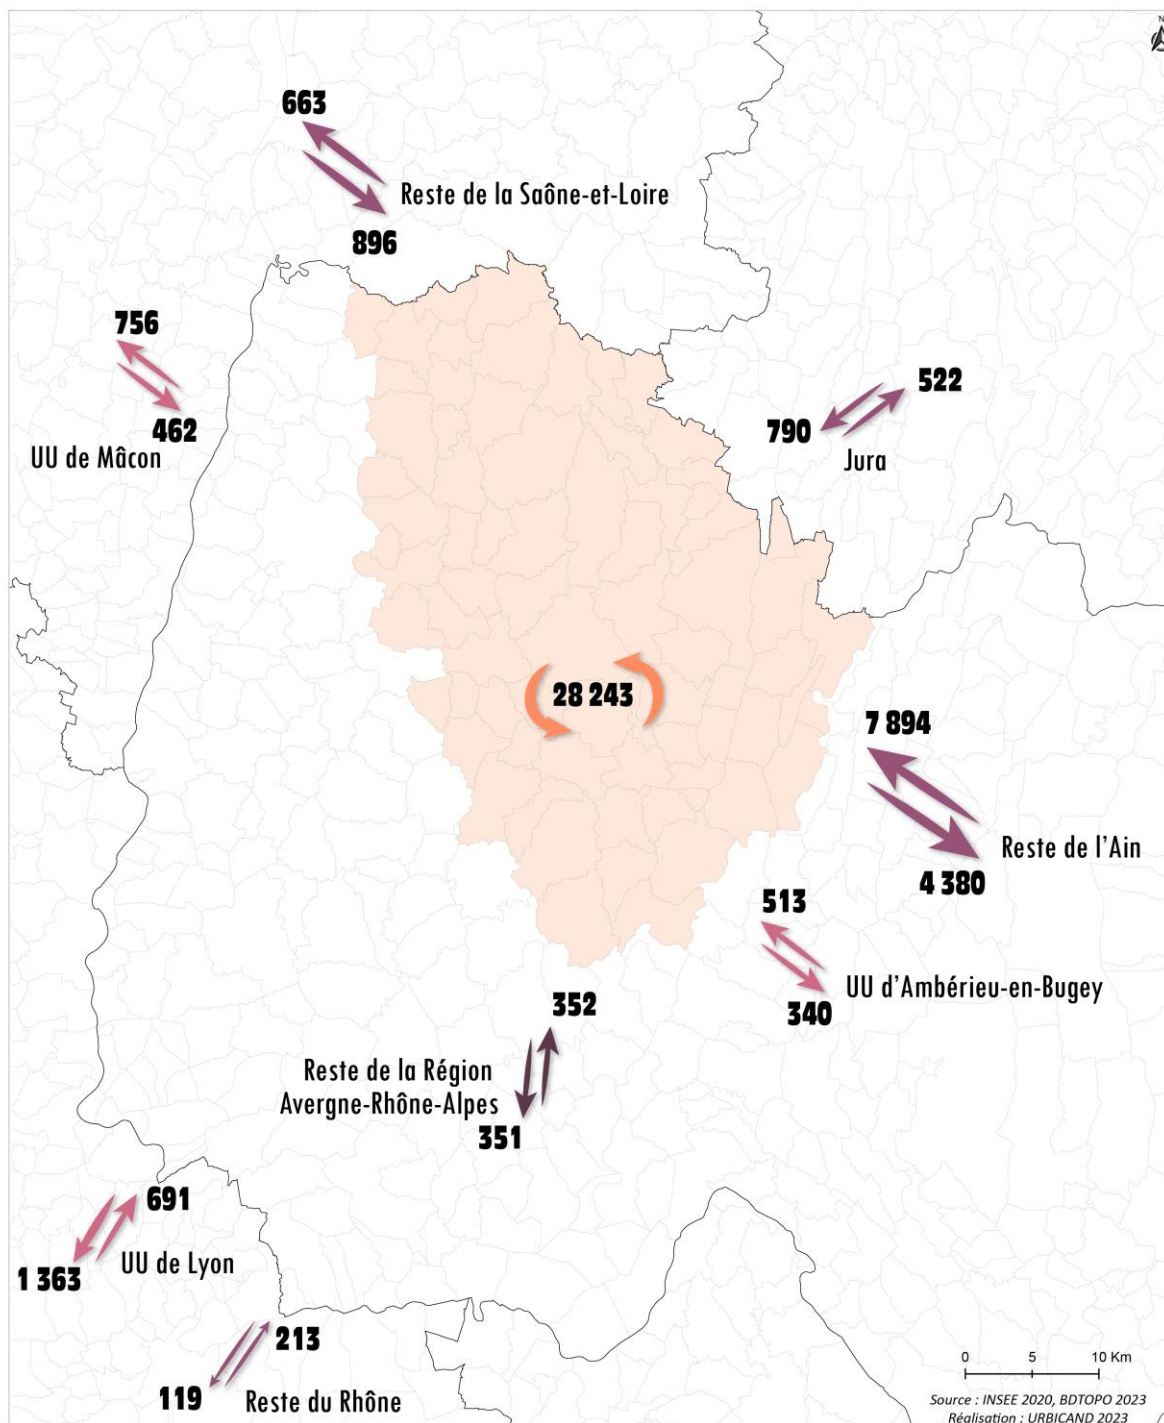 N
663
Reste de la Saône-et-Loire
896
756
462
UU de Mâcon
522
790
Jura
28 243
7 894
Reste de l'Ain
4 380
513
UU d'Ambérieu-en-Bugey
340
352
Reste de la Région
Avergne-Rhône-Alpes
351
691
UU de Lyon
1 363
213
119
Reste du Rhône
0 5 10 Km
Source : INSEE 2020, BDTOPO 2023
Réalisation : URBICAND 2023